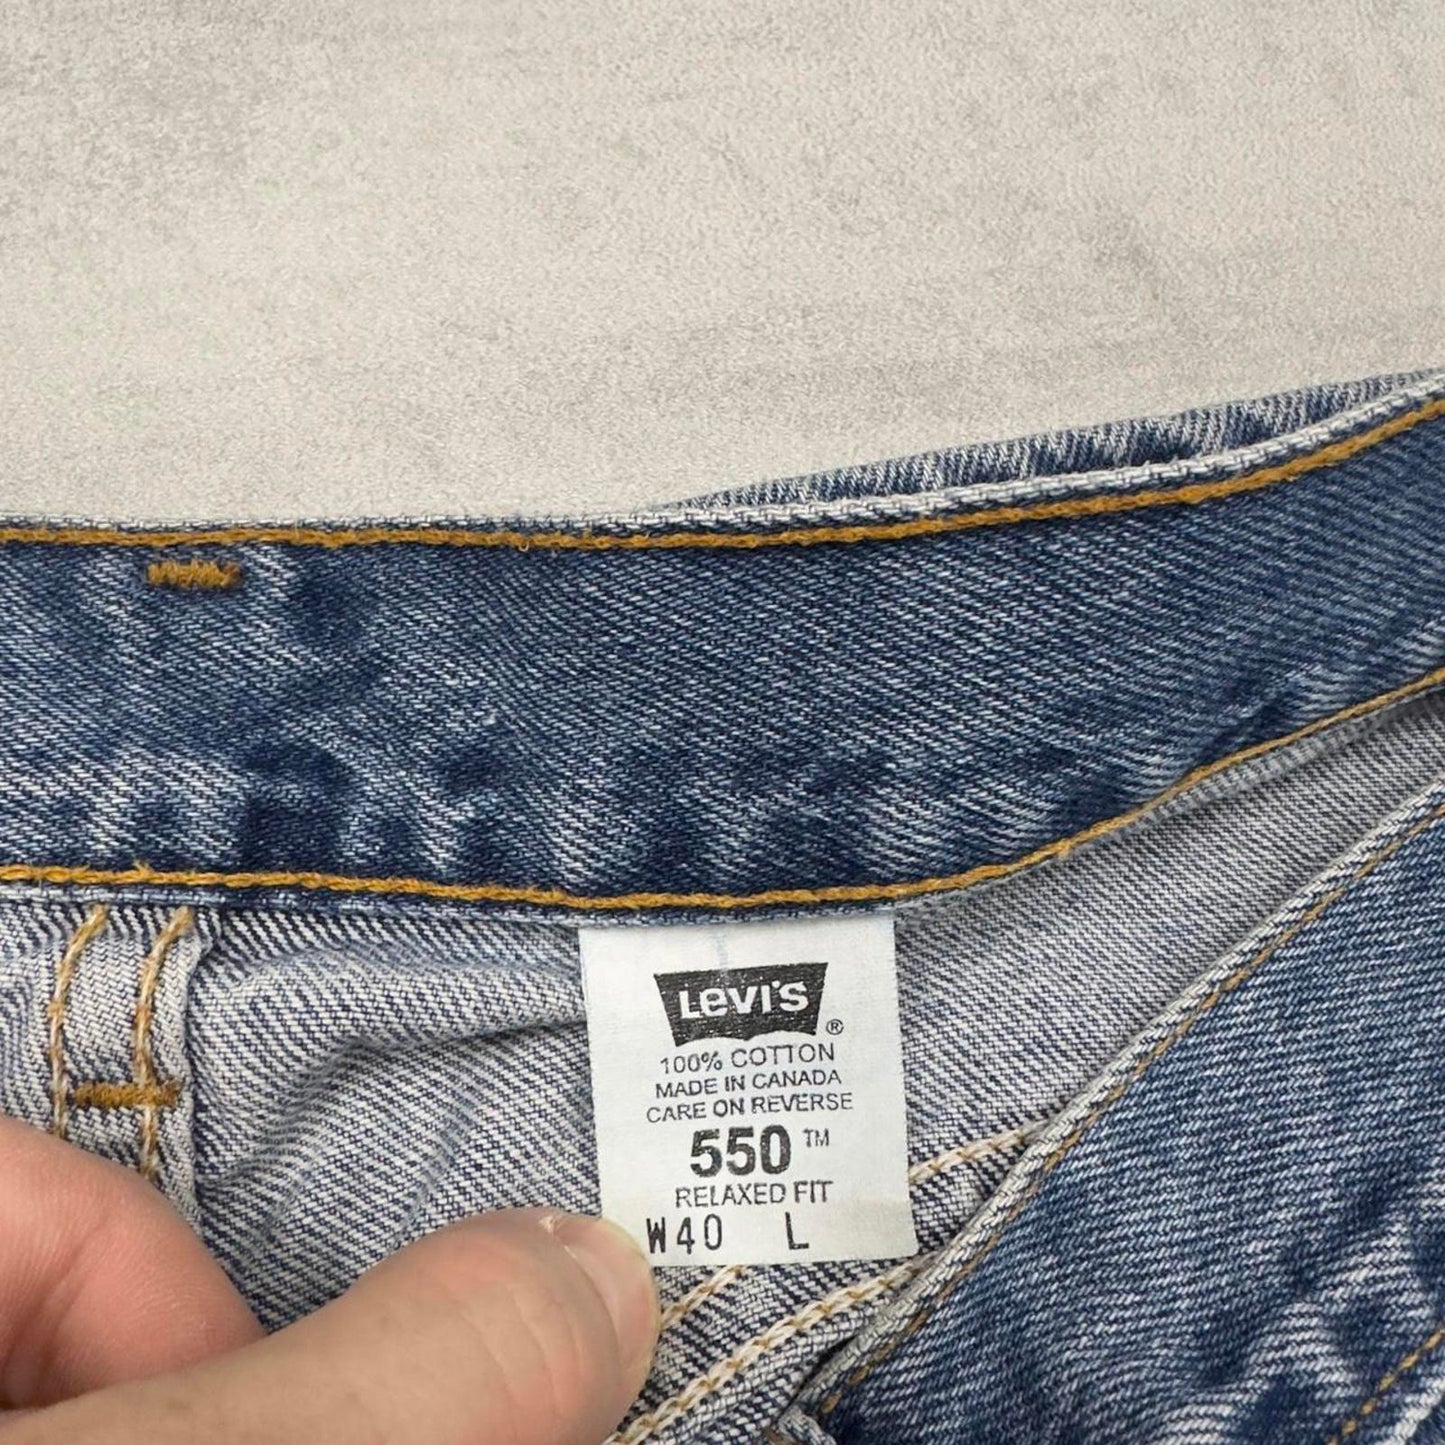 Levi's ®
100% COTTON
MADE IN CANADA
CARE ON REVERSE
550 ™
RELAXED FIT
W40 L